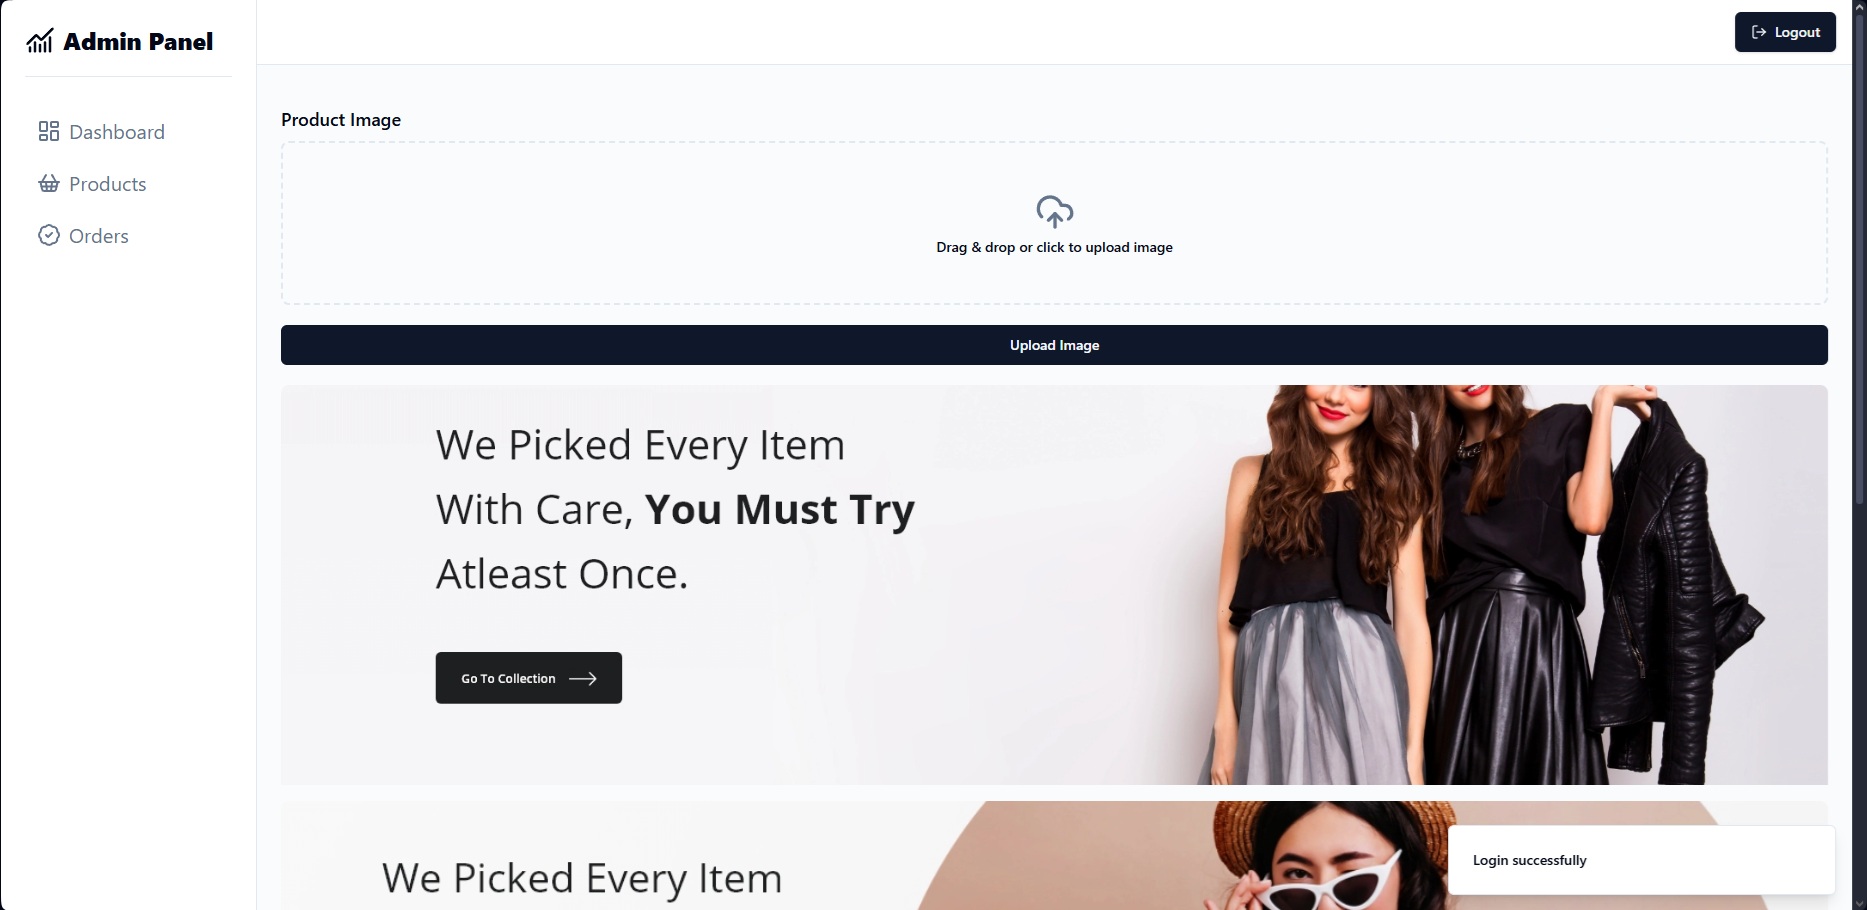 Admin Panel
Logout
Dashboard
Products
Orders
Product Image
Drag & drop or click to upload image
Upload Image
We Picked Every Item
With Care, You Must Try
Atleast Once.
Go To Collection
We Picked Every Item
Login successfully